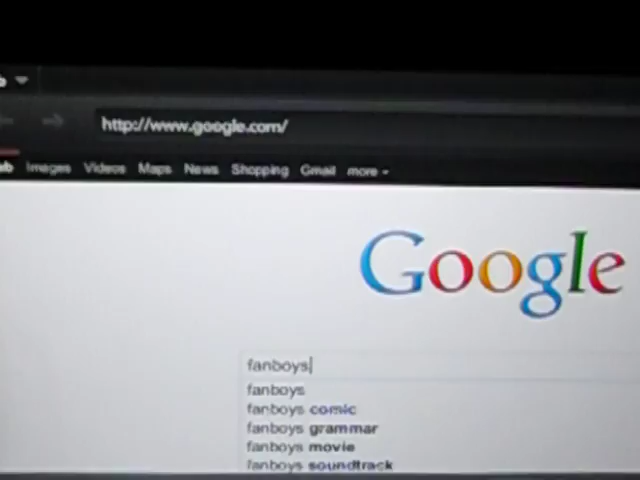 http://www.google.com/
Images Videos Maps News Shopping Gmail more
Google
fanboys
fanboys
fanboys comic
fanboys grammar
fanboys movie
fanboys soundtrack